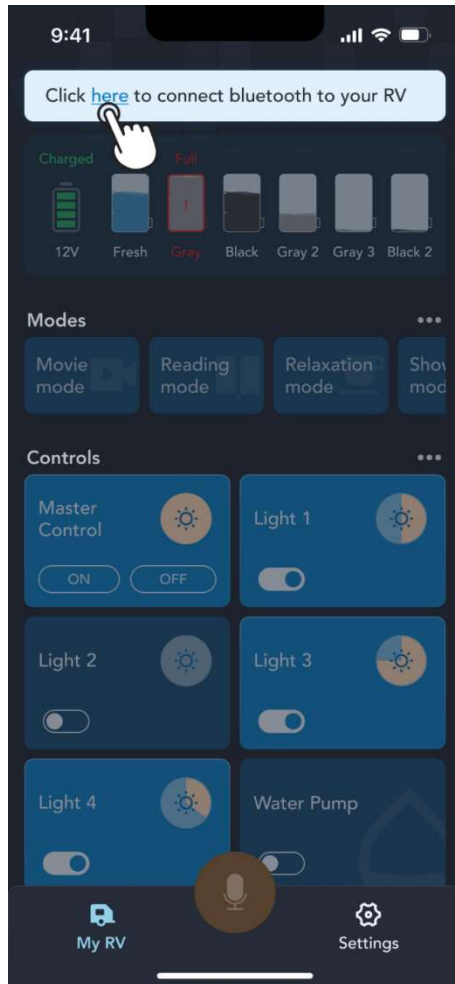 9:41
Click here to connect bluetooth to your RV
Charged Full
12V Fresh Gray Black Gray 2 Gray 3 Black 2
Modes
Movie
mode
Reading
mode
Relaxation
mode
Controls
Master
Control
ON OFF
Light 1
Light 2
Light 3
Light 4
Water Pump
My RV
Settings